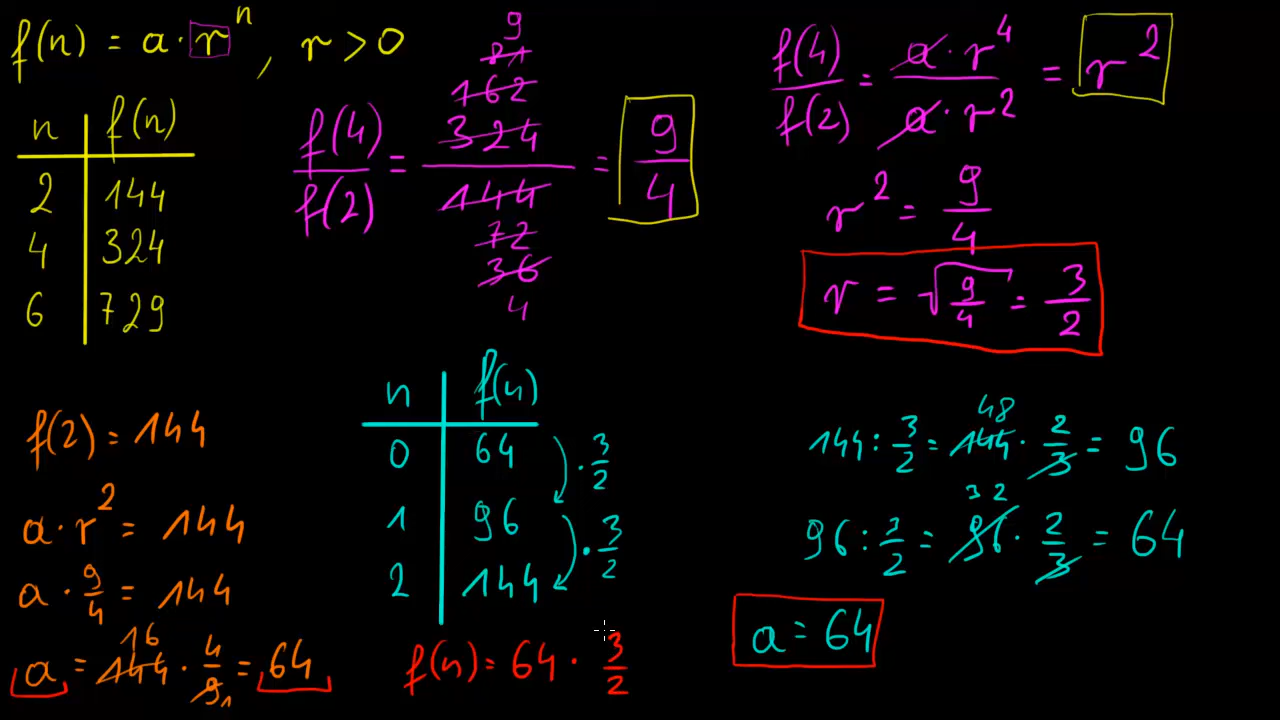 f(n) = a · r^n , r > 0
n f(n)
2 144
4 324
6 729
9
81
162
f(4)/f(2) = 324/144 = 9/4
72
36
4
f(4)/f(2) = a · r^4 / a · r^2 = r^2
r^2 = 9/4
r = √9/4 = 3/2
f(2) = 144
a · r^2 = 144
a · 9/4 = 144
16
a = 144 · 4/9 = 64
1
n f(n)
0 64
· 3/2
1 96
· 3/2
2 144
f(n) = 64 · 3/2
48
144 : 3/2 = 144 · 2/3 = 96
32
96 : 3/2 = 96 · 2/3 = 64
a = 64